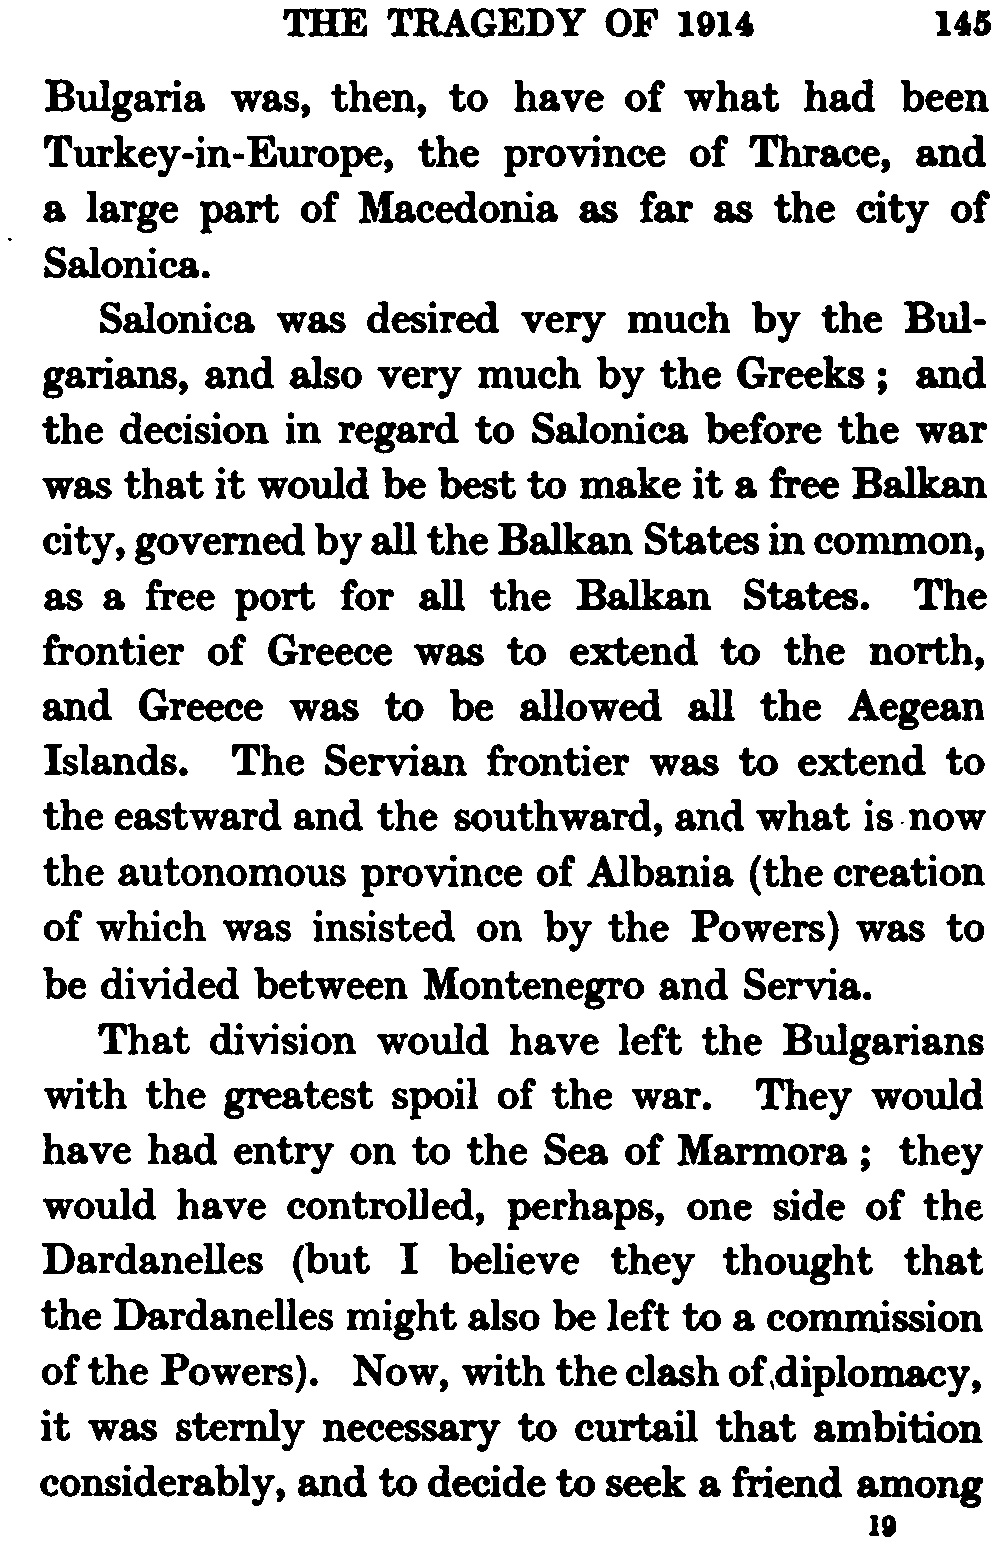 THE TRAGEDY OF 1914 145
Bulgaria was, then, to have of what had been
Turkey-in-Europe, the province of Thrace, and
a large part of Macedonia as far as the city of
Salonica.
Salonica was desired very much by the Bul-
garians, and also very much by the Greeks ; and
the decision in regard to Salonica before the war
was that it would be best to make it a free Balkan
city, governed by all the Balkan States in common,
as a free port for all the Balkan States. The
frontier of Greece was to extend to the north,
and Greece was to be allowed all the Aegean
Islands. The Servian frontier was to extend to
the eastward and the southward, and what is now
the autonomous province of Albania (the creation
of which was insisted on by the Powers) was to
be divided between Montenegro and Servia.
That division would have left the Bulgarians
with the greatest spoil of the war. They would
have had entry on to the Sea of Marmora ; they
would have controlled, perhaps, one side of the
Dardanelles (but I believe they thought that
the Dardanelles might also be left to a commission
of the Powers). Now, with the clash of diplomacy,
it was sternly necessary to curtail that ambition
considerably, and to decide to seek a friend among
19